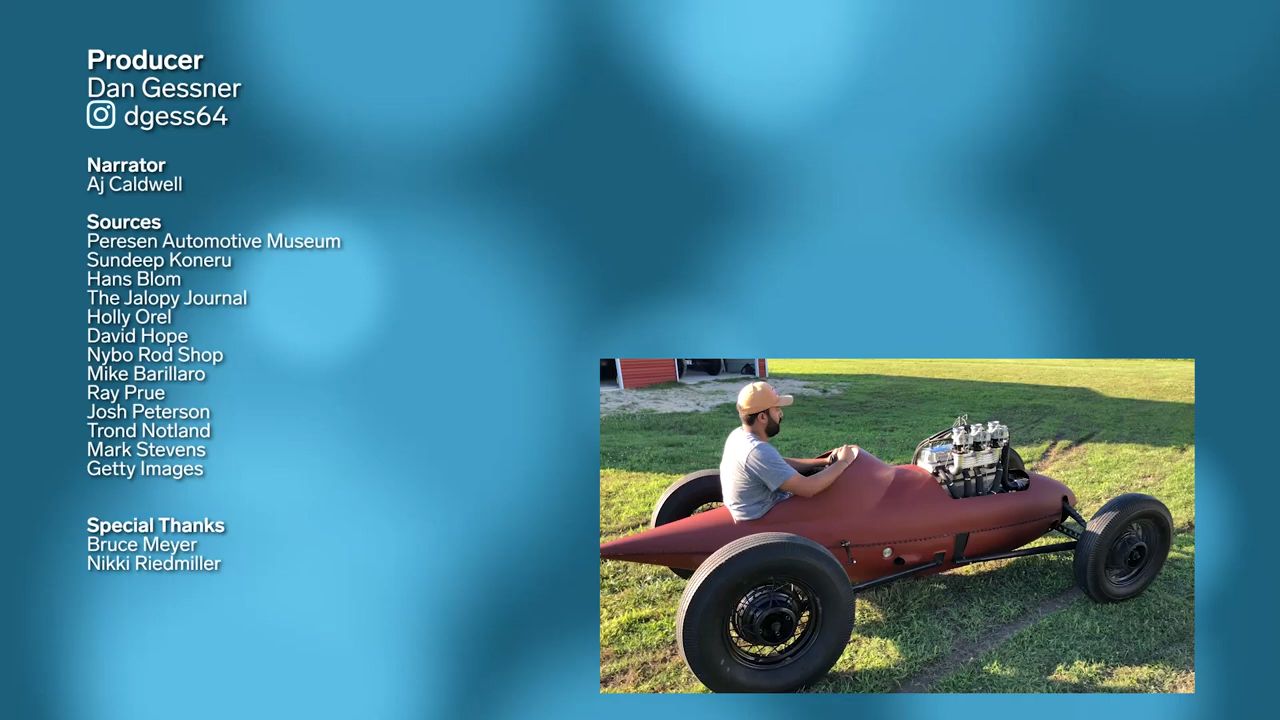 Producer
Dan Gessner
dgess64
Narrator
Aj Caldwell
Sources
Peresen Automotive Museum
Sundeep Koneru
Hans Blom
The Jalopy Journal
Holly Orel
David Hope
Nybo Rod Shop
Mike Barillaro
Ray Prue
Josh Peterson
Trond Notland
Mark Stevens
Getty Images
Special Thanks
Bruce Meyer
Nikki Riedmiller